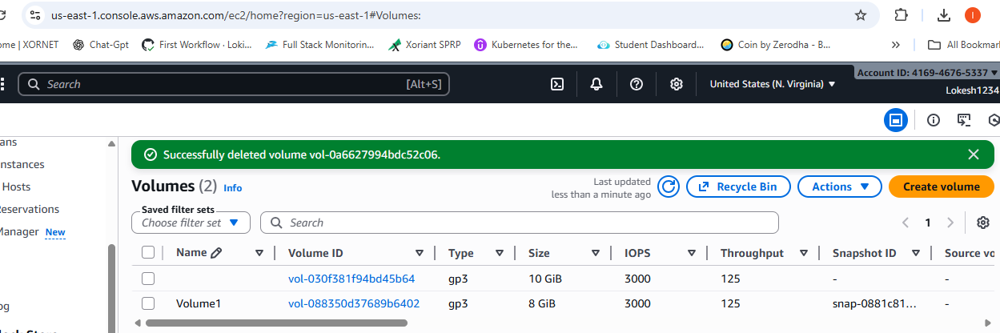 us-east-1.console.aws.amazon.com/ec2/home?region=us-east-1#Volumes:
I
ome | XORNET Chat-Gpt First Workflow · Loki... Full Stack Monitorin... Xoriant SPRP Kubernetes for the... Student Dashboard... Coin by Zerodha - B... » All Bookmar
Search [Alt+S] United States (N. Virginia) Account ID: 4169-4676-5337
Lokesh1234
ans
nstances
Hosts
Reservations
Manager New
og
Successfully deleted volume vol-0a6627994bdc52c06.
Volumes (2) Info
Last updated
less than a minute ago
Recycle Bin Actions Create volume
Saved filter sets
Choose filter set Search 1
Name Volume ID Type Size IOPS Throughput Snapshot ID Source vo
vol-030f381f94bd45b64 gp3 10 GiB 3000 125 - -
Volume1 vol-088350d37689b6402 gp3 8 GiB 3000 125 snap-0881c81... -